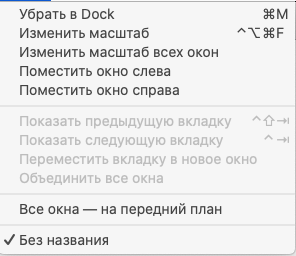 Убрать в Dock ⌘M
Изменить масштаб ^⌥⌘F
Изменить масштаб всех окон
Поместить окно слева
Поместить окно справа
Показать предыдущую вкладку ^⇧⇥
Показать следующую вкладку ^⇥
Переместить вкладку в новое окно
Объединить все окна
Все окна — на передний план
✓ Без названия